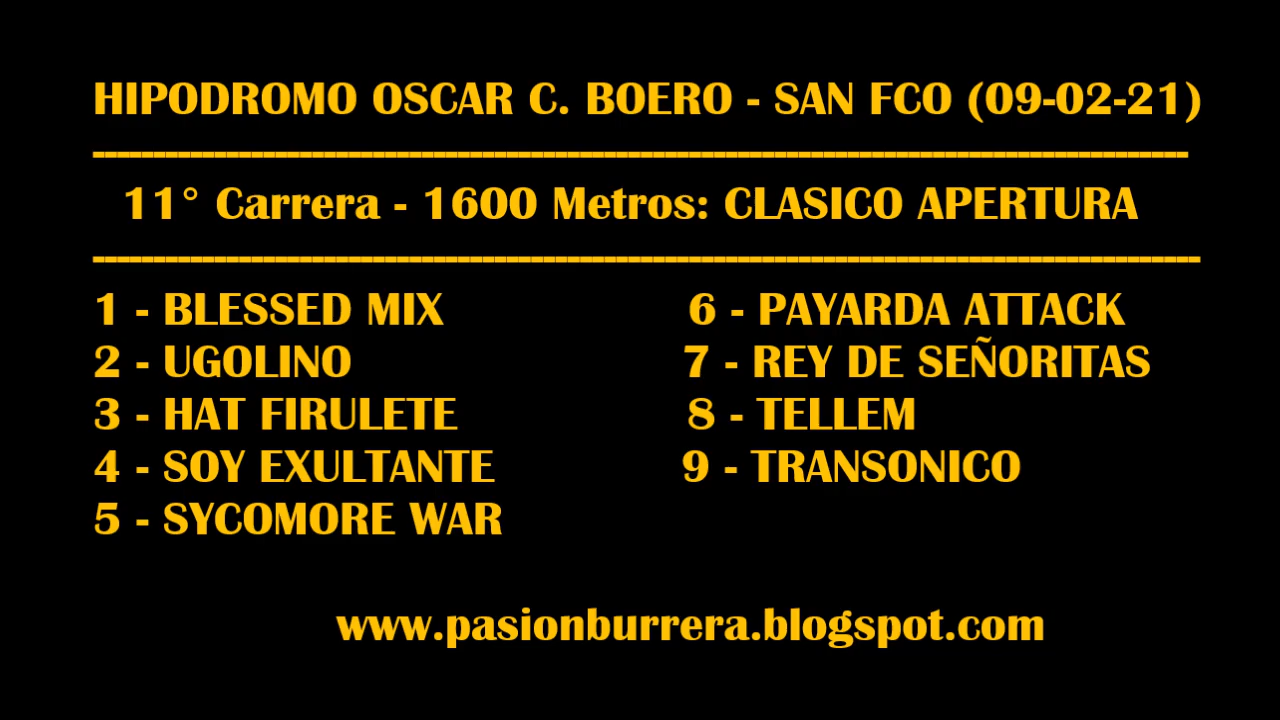 HIPODROMO OSCAR C. BOERO - SAN FCO (09-02-21)
11° Carrera - 1600 Metros: CLASICO APERTURA
1 - BLESSED MIX
2 - UGOLINO
3 - HAT FIRULETE
4 - SOY EXULTANTE
5 - SYCOMORE WAR
6 - PAYARDA ATTACK
7 - REY DE SEÑORITAS
8 - TELLEM
9 - TRANSONICO
www.pasionburrera.blogspot.com